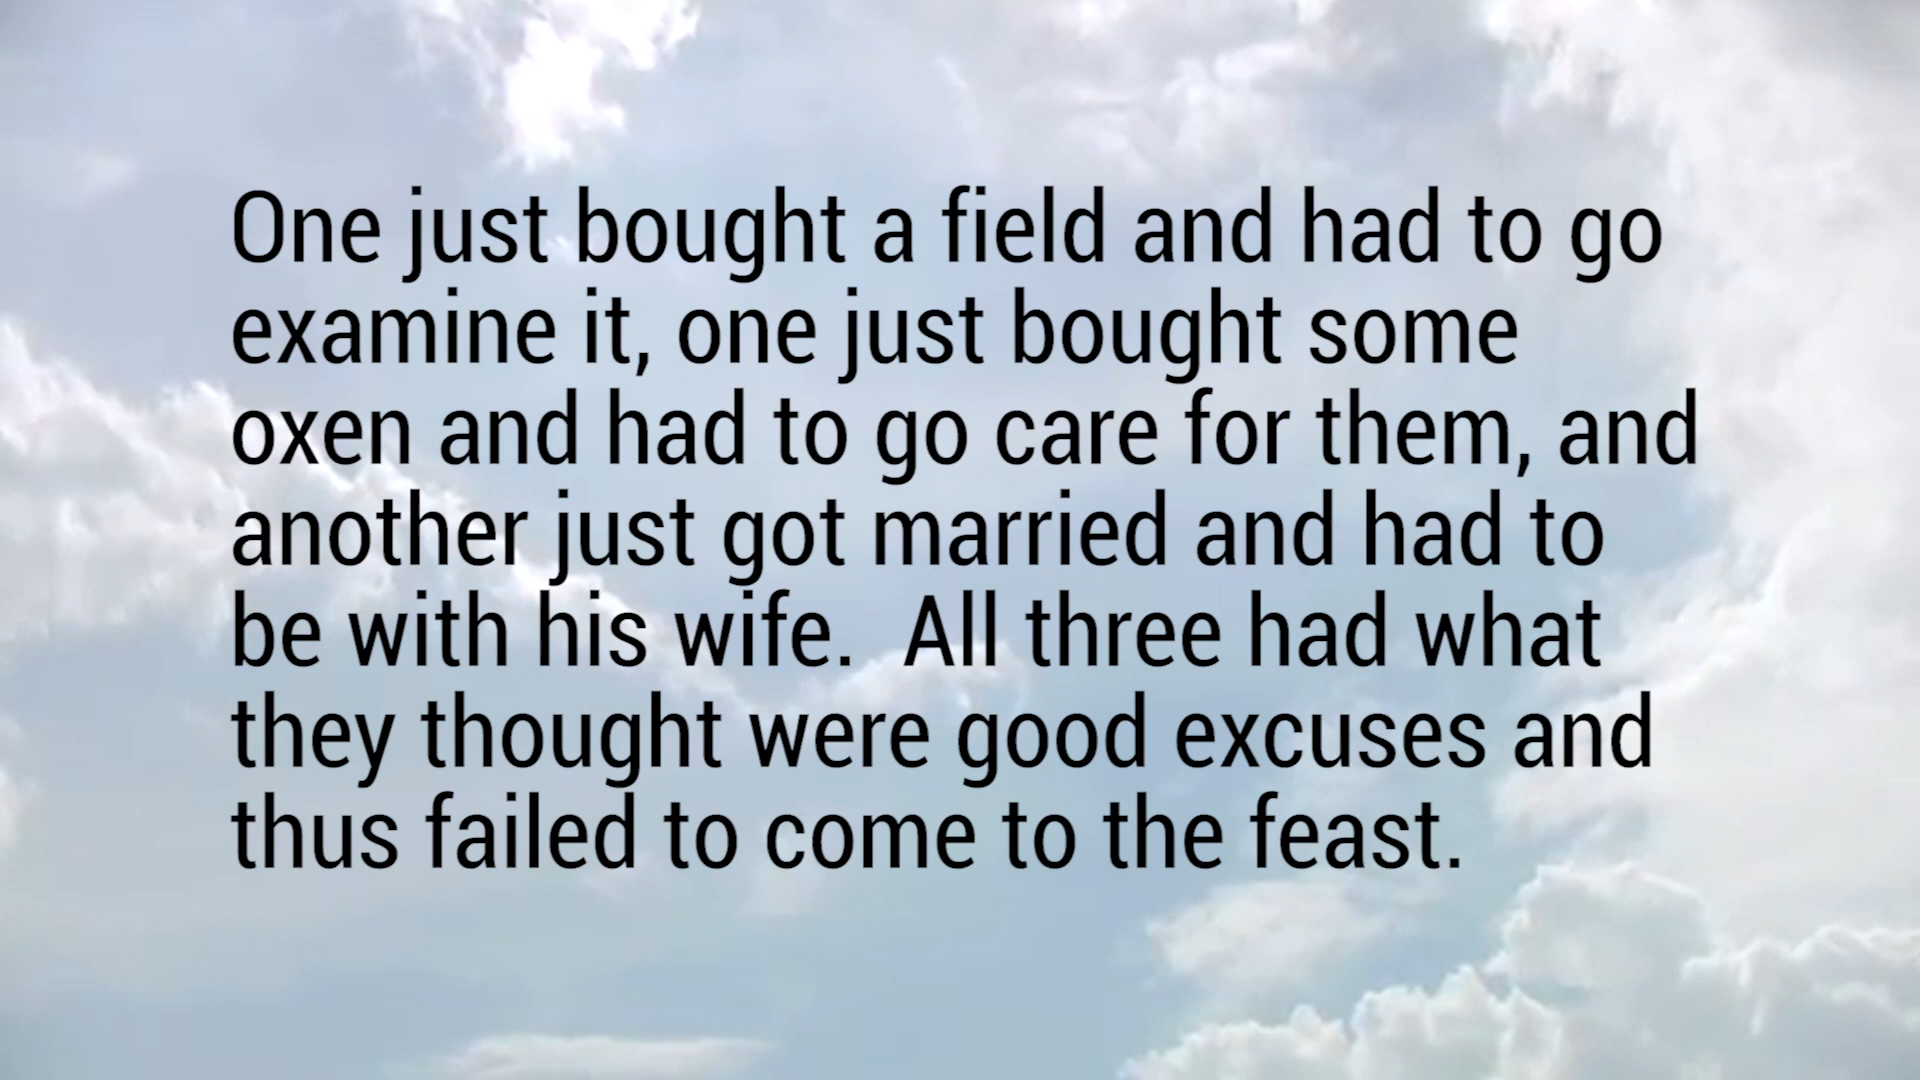 One just bought a field and had to go
examine it, one just bought some
oxen and had to go care for them, and
another just got married and had to
be with his wife.  All three had what
they thought were good excuses and
thus failed to come to the feast.